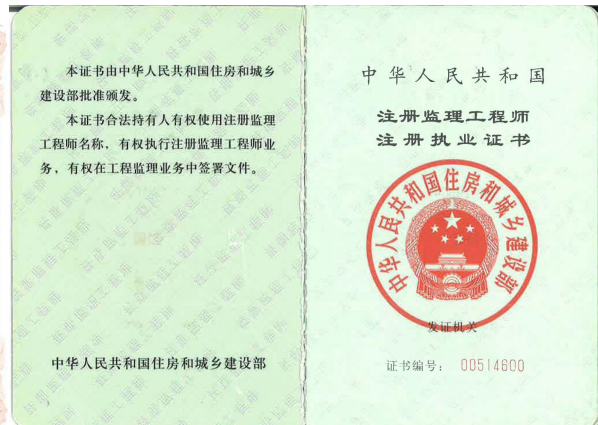 本证书由中华人民共和国住房和城乡
建设部批准颁发。
本证书合法持有人有权使用注册监理
工程师名称，有权执行注册监理工程师业
务，有权在工程监理业务中签署文件。
中华人民共和国住房和城乡建设部
中华人民共和国
注册监理工程师
注册执业证书
中华人民共和国住房和城乡建设部
发证机关
证书编号： 00514600